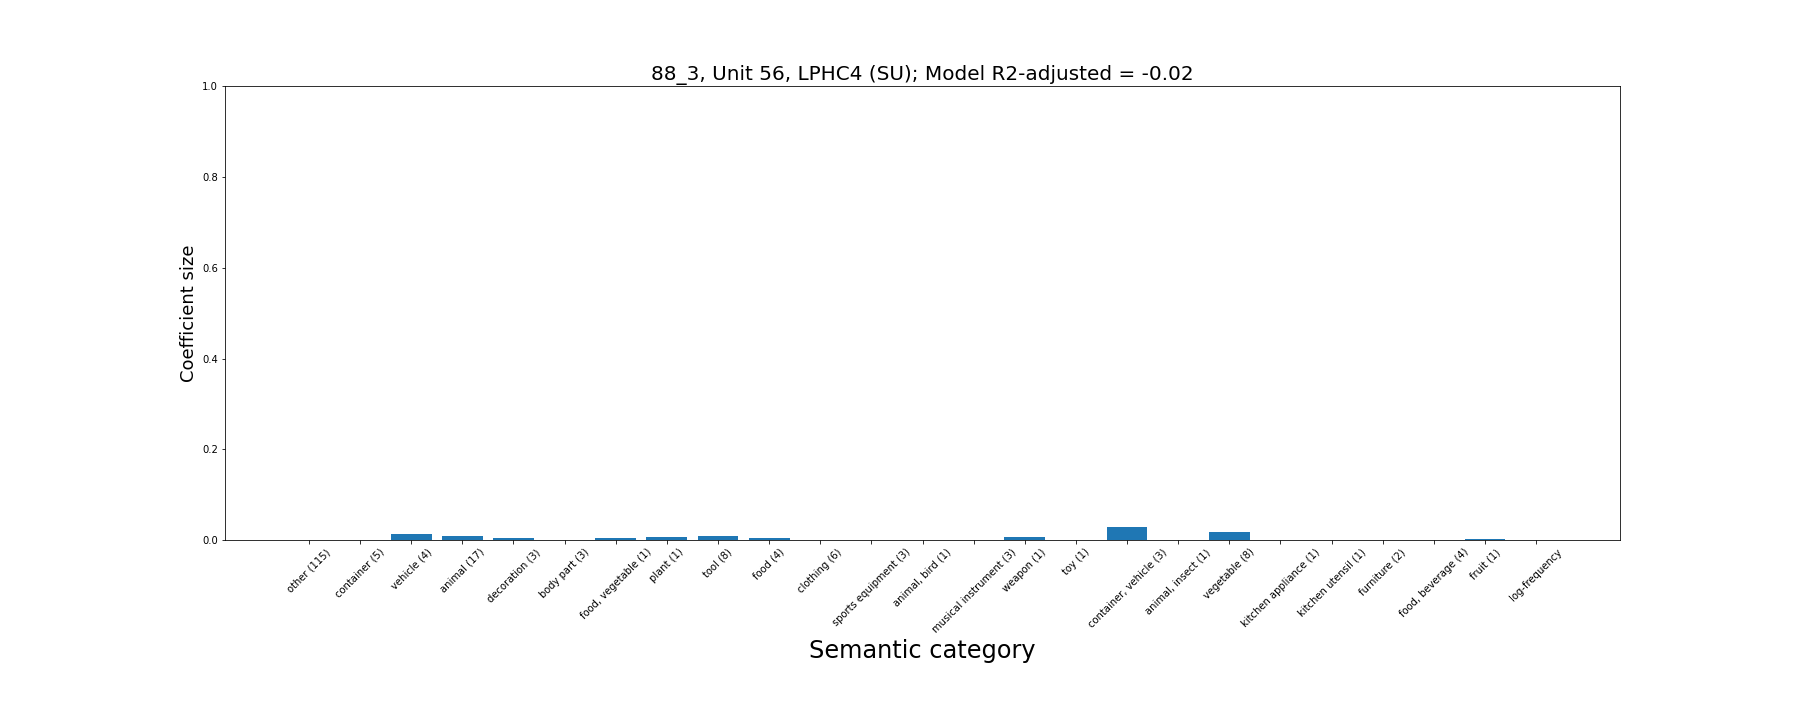 88_3, Unit 56, LPHC4 (SU); Model R2-adjusted = -0.02
1.0
0.8
0.6
0.4
0.2
0.0
Coefficient size
other (115)
container (5)
vehicle (4)
animal (17)
decoration (3)
body part (3)
food, vegetable (1)
plant (1)
tool (8)
food (4)
clothing (6)
sports equipment (3)
animal, bird (1)
musical instrument (3)
weapon (1)
toy (1)
container, vehicle (3)
animal, insect (1)
vegetable (8)
kitchen appliance (1)
kitchen utensil (1)
furniture (2)
food, beverage (4)
fruit (1)
log-frequency
Semantic category